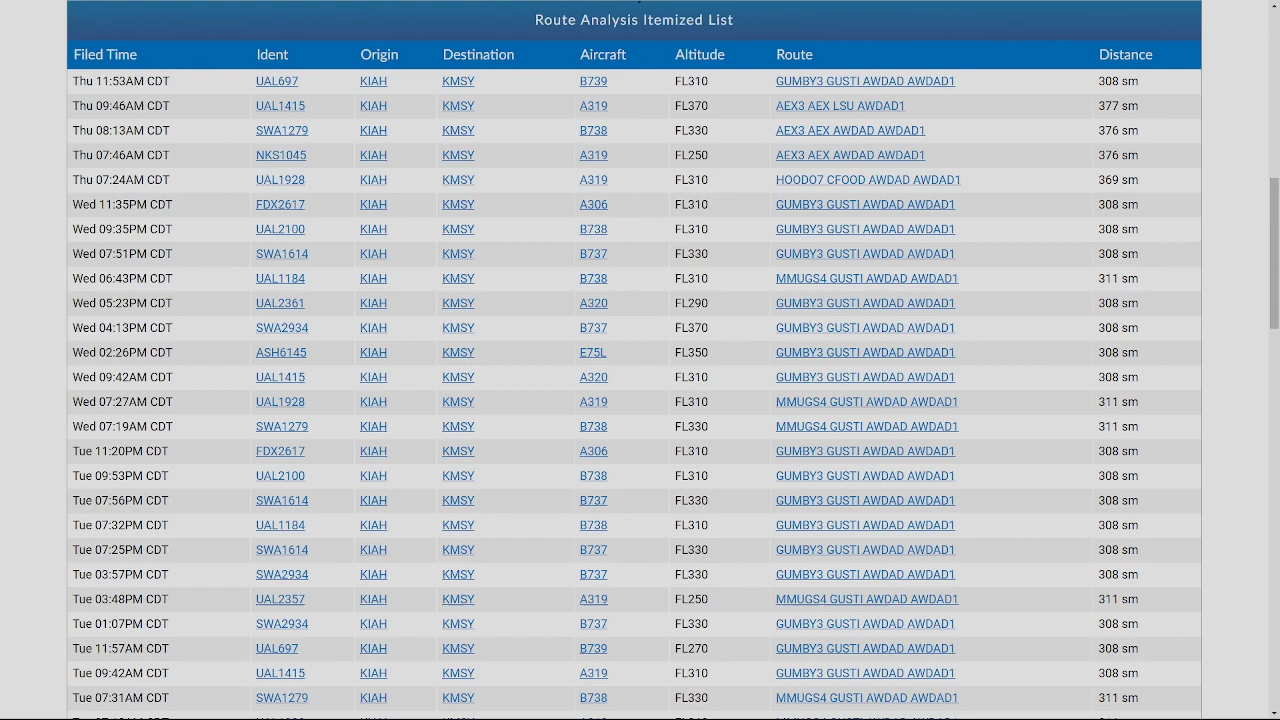 Route Analysis Itemized List
Filed Time Ident Origin Destination Aircraft Altitude Route Distance
Thu 11:53AM CDT UAL697 KIAH KMSY B739 FL310 GUMBY3 GUSTI AWDAD AWDAD1 308 sm
Thu 09:46AM CDT UAL1415 KIAH KMSY A319 FL370 AEX3 AEX LSU AWDAD1 377 sm
Thu 08:13AM CDT SWA1279 KIAH KMSY B738 FL330 AEX3 AEX AWDAD AWDAD1 376 sm
Thu 07:46AM CDT NKS1045 KIAH KMSY A319 FL250 AEX3 AEX AWDAD AWDAD1 376 sm
Thu 07:24AM CDT UAL1928 KIAH KMSY A319 FL310 HOODO7 CFOOD AWDAD AWDAD1 369 sm
Wed 11:35PM CDT FDX2617 KIAH KMSY A306 FL310 GUMBY3 GUSTI AWDAD AWDAD1 308 sm
Wed 09:35PM CDT UAL2100 KIAH KMSY B738 FL310 GUMBY3 GUSTI AWDAD AWDAD1 308 sm
Wed 07:51PM CDT SWA1614 KIAH KMSY B737 FL330 GUMBY3 GUSTI AWDAD AWDAD1 308 sm
Wed 06:43PM CDT UAL1184 KIAH KMSY B738 FL310 MMUGS4 GUSTI AWDAD AWDAD1 311 sm
Wed 05:23PM CDT UAL2361 KIAH KMSY A320 FL290 GUMBY3 GUSTI AWDAD AWDAD1 308 sm
Wed 04:13PM CDT SWA2934 KIAH KMSY B737 FL370 GUMBY3 GUSTI AWDAD AWDAD1 308 sm
Wed 02:26PM CDT ASH6145 KIAH KMSY E75L FL350 GUMBY3 GUSTI AWDAD AWDAD1 308 sm
Wed 09:42AM CDT UAL1415 KIAH KMSY A320 FL310 GUMBY3 GUSTI AWDAD AWDAD1 308 sm
Wed 07:27AM CDT UAL1928 KIAH KMSY A319 FL310 MMUGS4 GUSTI AWDAD AWDAD1 311 sm
Wed 07:19AM CDT SWA1279 KIAH KMSY B738 FL330 MMUGS4 GUSTI AWDAD AWDAD1 311 sm
Tue 11:20PM CDT FDX2617 KIAH KMSY A306 FL310 GUMBY3 GUSTI AWDAD AWDAD1 308 sm
Tue 09:53PM CDT UAL2100 KIAH KMSY B738 FL310 GUMBY3 GUSTI AWDAD AWDAD1 308 sm
Tue 07:56PM CDT SWA1614 KIAH KMSY B737 FL330 GUMBY3 GUSTI AWDAD AWDAD1 308 sm
Tue 07:32PM CDT UAL1184 KIAH KMSY B738 FL310 GUMBY3 GUSTI AWDAD AWDAD1 308 sm
Tue 07:25PM CDT SWA1614 KIAH KMSY B737 FL330 GUMBY3 GUSTI AWDAD AWDAD1 308 sm
Tue 03:57PM CDT SWA2934 KIAH KMSY B737 FL330 GUMBY3 GUSTI AWDAD AWDAD1 308 sm
Tue 03:48PM CDT UAL2357 KIAH KMSY A319 FL250 MMUGS4 GUSTI AWDAD AWDAD1 311 sm
Tue 01:07PM CDT SWA2934 KIAH KMSY B737 FL330 GUMBY3 GUSTI AWDAD AWDAD1 308 sm
Tue 11:57AM CDT UAL697 KIAH KMSY B739 FL270 GUMBY3 GUSTI AWDAD AWDAD1 308 sm
Tue 09:42AM CDT UAL1415 KIAH KMSY A319 FL310 GUMBY3 GUSTI AWDAD AWDAD1 308 sm
Tue 07:31AM CDT SWA1279 KIAH KMSY B738 FL330 MMUGS4 GUSTI AWDAD AWDAD1 311 sm